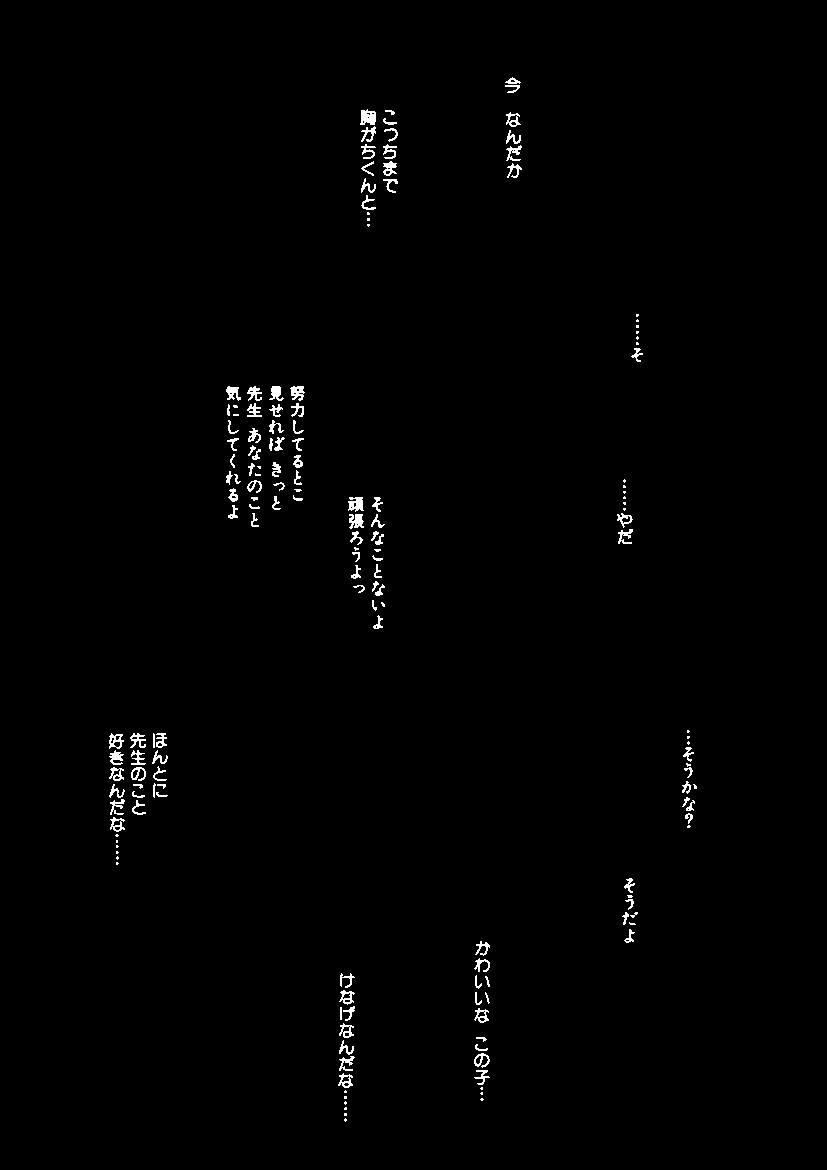 今 なんだか
こっちまで
胸がちくんと…
……そ
……やだ
そんなことないよ
頑張ろうよっ
努力してるとこ
見せれば きっと
先生 あなたのこと
気にしてくれるよ
…そうかな?
そうだよ
かわいいな この子…
けなげなんだな……
ほんとに
先生のこと
好きなんだな……